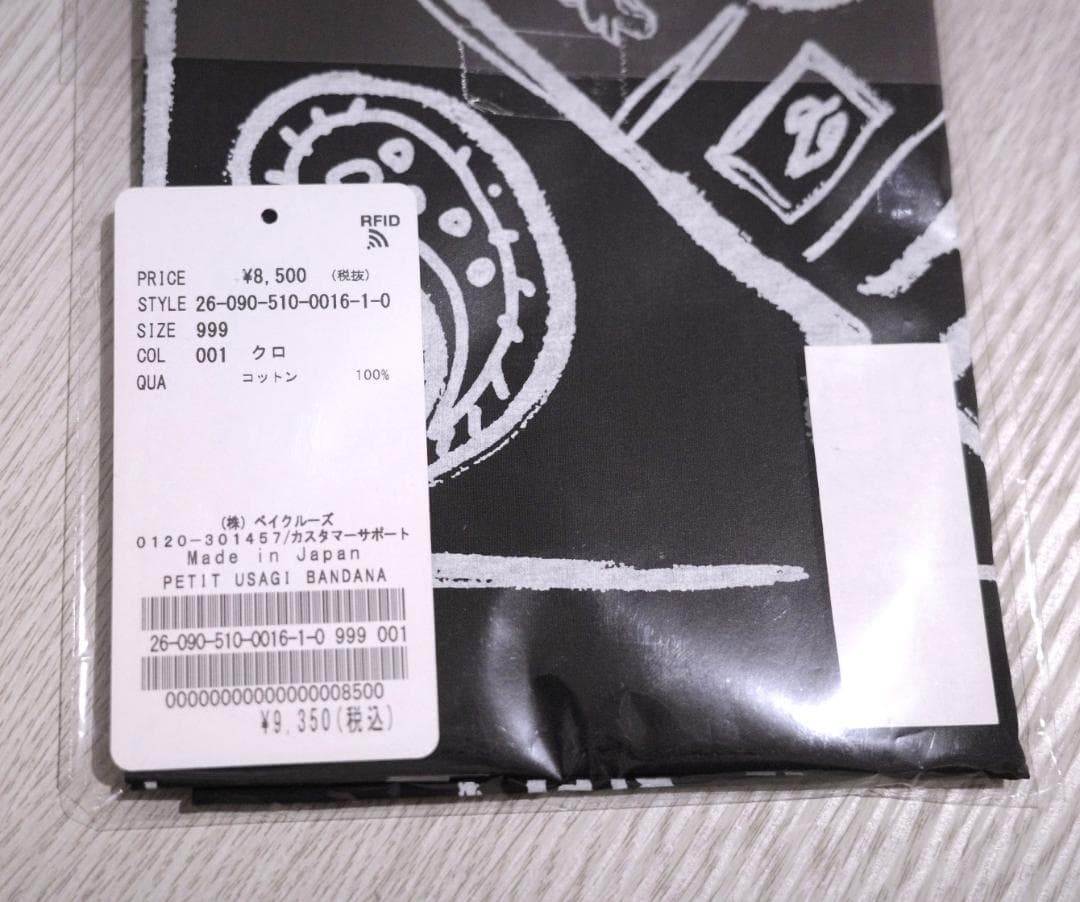 RFID
PRICE ¥8,500 (税抜)
STYLE 26-090-510-0016-1-0
SIZE 999
COL 001 クロ
QUA コットン 100%
(株)ベイクルーズ
0120-301457/カスタマーサポート
Made in Japan
PETIT USAGI BANDANA
26-090-510-0016-1-0 999 001
00000000000000008500
¥9,350(税込)